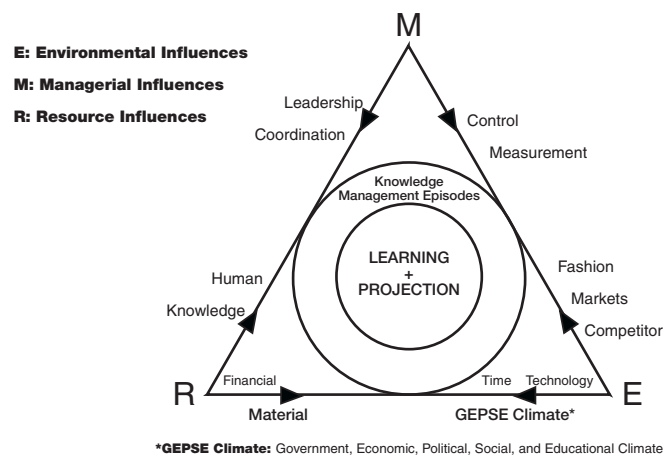 M
E: Environmental Influences
M: Managerial Influences
R: Resource Influences
Leadership
Control
Coordination
Measurement
Knowledge
Management Episodes
LEARNING
+
PROJECTION
Human
Fashion
Knowledge
Markets
Competitor
R
Financial
Time
Technology
E
Material
GEPSE Climate*
*GEPSE Climate: Government, Economic, Political, Social, and Educational Climate